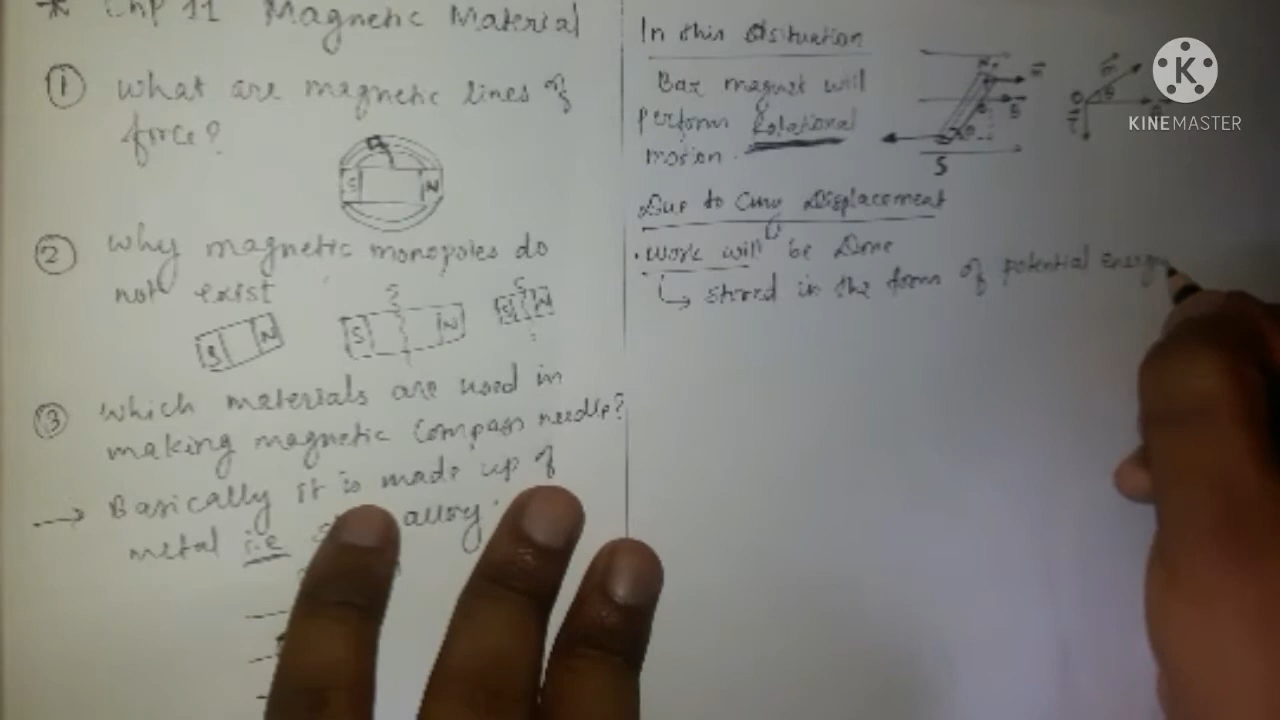 * Chp 11 Magnetic Material
① What are magnetic lines of
force?
S N
② Why magnetic monopoles do
not exist
S N S N S N
③ Which materials are used in
making magnetic Compass needle?
→ Basically it is made up of
metal i.e alloy.
In this situation
Bar magnet will
perform Rotational
motion.
S
Due to Angular Displacement
• Work will be Done
↳ stored in the form of potential Energy
K
KINEMASTER